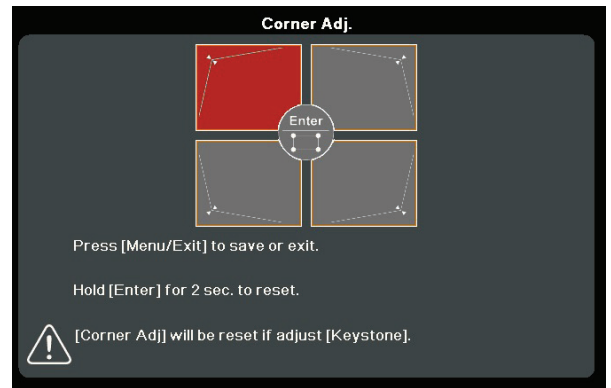 Corner Adj.
Enter
Press [Menu/Exit] to save or exit.
Hold [Enter] for 2 sec. to reset.
[Corner Adj] will be reset if adjust [Keystone].